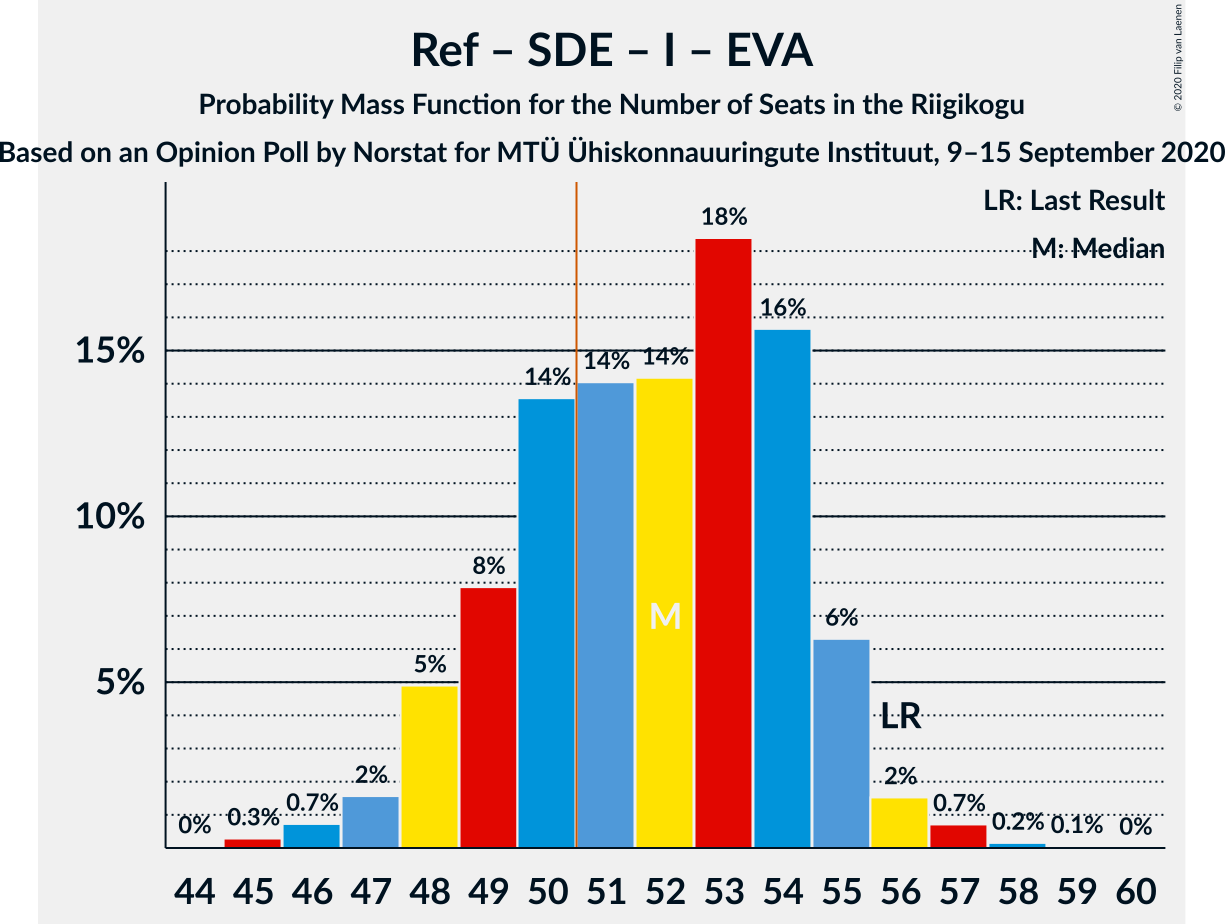 Ref – SDE – I – EVA
Probability Mass Function for the Number of Seats in the Riigikogu
Based on an Opinion Poll by Norstat for MTÜ Ühiskonnauuringute Instituut, 9–15 September 2020
© 2020 Filip van Laenen
LR: Last Result
M: Median
15%
10%
5%
0%
0.3%
0.7%
2%
5%
8%
14%
14%
14%
18%
16%
6%
2%
0.7%
0.2%
0.1%
0%
M
LR
44 45 46 47 48 49 50 51 52 53 54 55 56 57 58 59 60